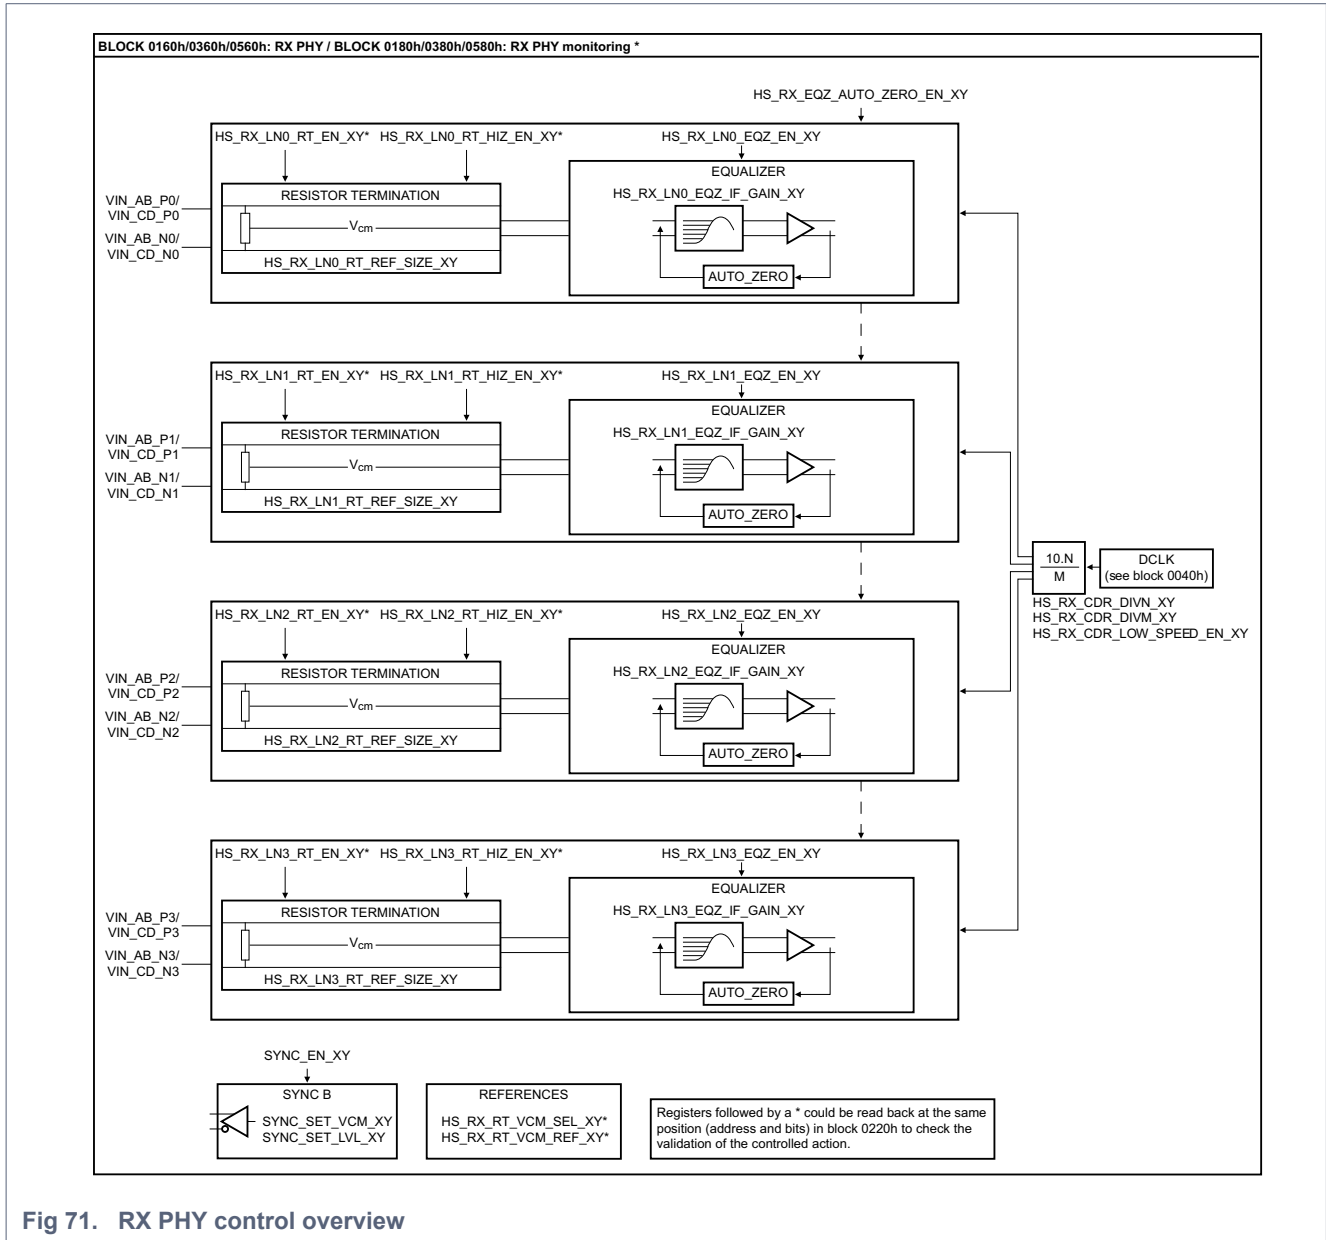 BLOCK 0160h/0360h/0560h: RX PHY / BLOCK 0180h/0380h/0580h: RX PHY monitoring *
HS_RX_EQZ_AUTO_ZERO_EN_XY
HS_RX_LN0_RT_EN_XY* HS_RX_LN0_RT_HIZ_EN_XY*
HS_RX_LN0_EQZ_EN_XY
EQUALIZER
RESISTOR TERMINATION
HS_RX_LN0_EQZ_IF_GAIN_XY
VIN_AB_P0/
VIN_CD_P0
Vcm
VIN_AB_N0/
VIN_CD_N0
HS_RX_LN0_RT_REF_SIZE_XY
AUTO_ZERO
HS_RX_LN1_RT_EN_XY* HS_RX_LN1_RT_HIZ_EN_XY*
HS_RX_LN1_EQZ_EN_XY
EQUALIZER
RESISTOR TERMINATION
HS_RX_LN1_EQZ_IF_GAIN_XY
VIN_AB_P1/
VIN_CD_P1
Vcm
VIN_AB_N1/
VIN_CD_N1
HS_RX_LN1_RT_REF_SIZE_XY
AUTO_ZERO
10.N
M
DCLK
(see block 0040h)
HS_RX_CDR_DIVN_XY
HS_RX_CDR_DIVM_XY
HS_RX_CDR_LOW_SPEED_EN_XY
HS_RX_LN2_RT_EN_XY* HS_RX_LN2_RT_HIZ_EN_XY*
HS_RX_LN2_EQZ_EN_XY
EQUALIZER
RESISTOR TERMINATION
HS_RX_LN2_EQZ_IF_GAIN_XY
VIN_AB_P2/
VIN_CD_P2
Vcm
VIN_AB_N2/
VIN_CD_N2
HS_RX_LN2_RT_REF_SIZE_XY
AUTO_ZERO
HS_RX_LN3_RT_EN_XY* HS_RX_LN3_RT_HIZ_EN_XY*
HS_RX_LN3_EQZ_EN_XY
EQUALIZER
RESISTOR TERMINATION
HS_RX_LN3_EQZ_IF_GAIN_XY
VIN_AB_P3/
VIN_CD_P3
Vcm
VIN_AB_N3/
VIN_CD_N3
HS_RX_LN3_RT_REF_SIZE_XY
AUTO_ZERO
SYNC_EN_XY
SYNC B
SYNC_SET_VCM_XY
SYNC_SET_LVL_XY
REFERENCES
HS_RX_RT_VCM_SEL_XY*
HS_RX_RT_VCM_REF_XY*
Registers followed by a * could be read back at the same
position (address and bits) in block 0220h to check the
validation of the controlled action.
Fig 71. RX PHY control overview